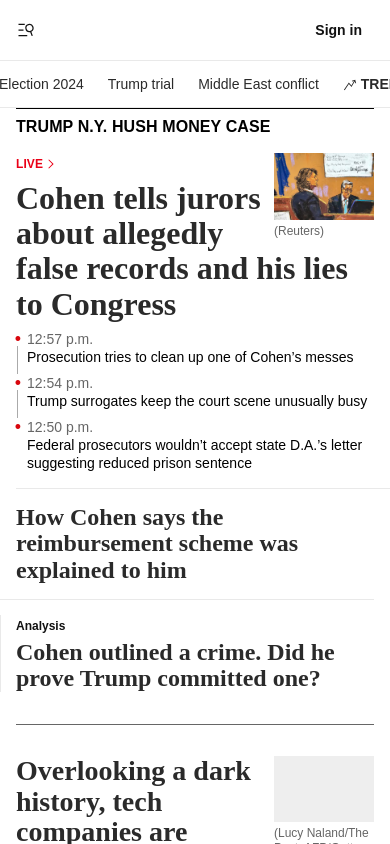 Sign in
Election 2024 Trump trial Middle East conflict
TRUMP N.Y. HUSH MONEY CASE
LIVE
Cohen tells jurors
about allegedly
false records and his lies
to Congress
(Reuters)
12:57 p.m.
Prosecution tries to clean up one of Cohen’s messes
12:54 p.m.
Trump surrogates keep the court scene unusually busy
12:50 p.m.
Federal prosecutors wouldn’t accept state D.A.’s letter
suggesting reduced prison sentence
How Cohen says the
reimbursement scheme was
explained to him
Analysis
Cohen outlined a crime. Did he
prove Trump committed one?
Overlooking a dark
history, tech
companies are
(Lucy Naland/The